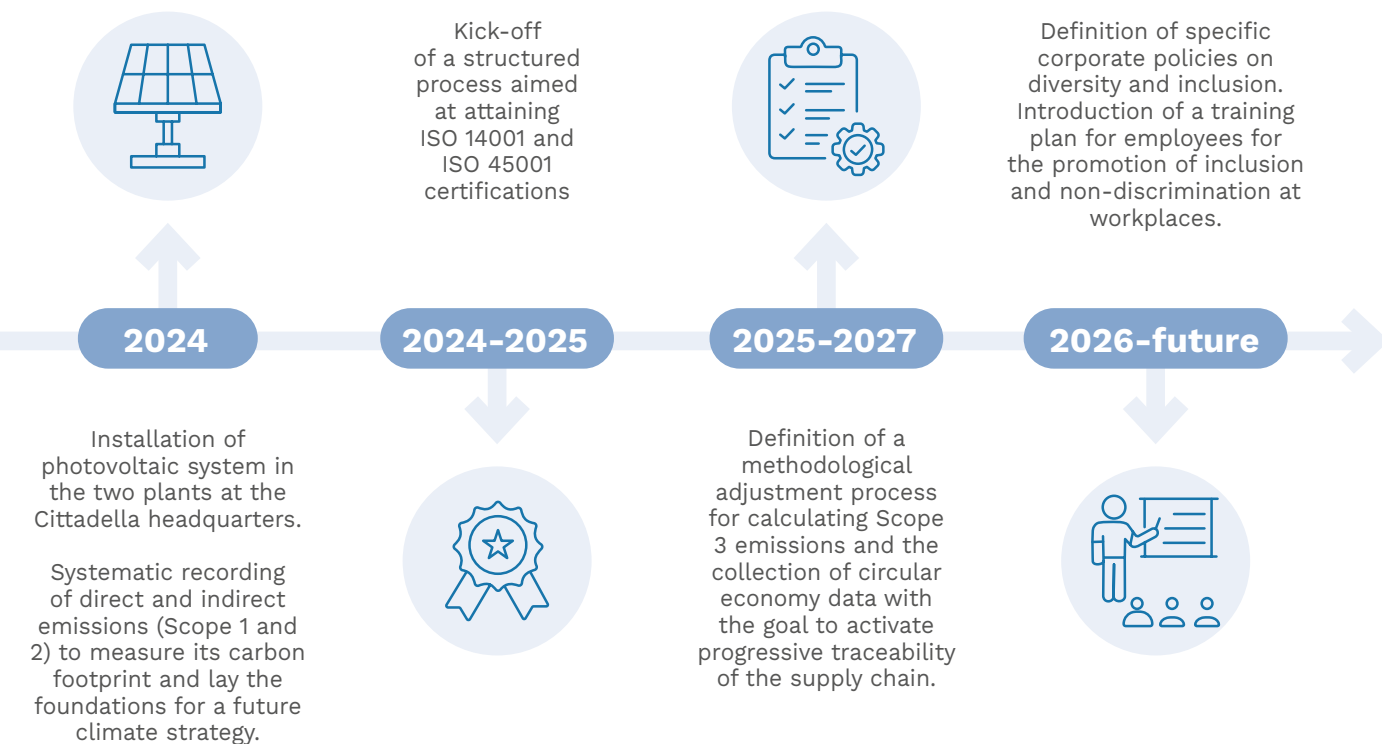 2024
Installation of
photovoltaic system in
the two plants at the
Cittadella headquarters.
Systematic recording
of direct and indirect
emissions (Scope 1 and
2) to measure its carbon
footprint and lay the
foundations for a future
climate strategy.
Kick-off
of a structured
process aimed
at attaining
ISO 14001 and
ISO 45001
certifications
2024-2025
2025-2027
Definition of a
methodological
adjustment process
for calculating Scope
3 emissions and the
collection of circular
economy data with
the goal to activate
progressive traceability
of the supply chain.
Definition of specific
corporate policies on
diversity and inclusion.
Introduction of a training
plan for employees for
the promotion of inclusion
and non-discrimination at
workplaces.
2026-future